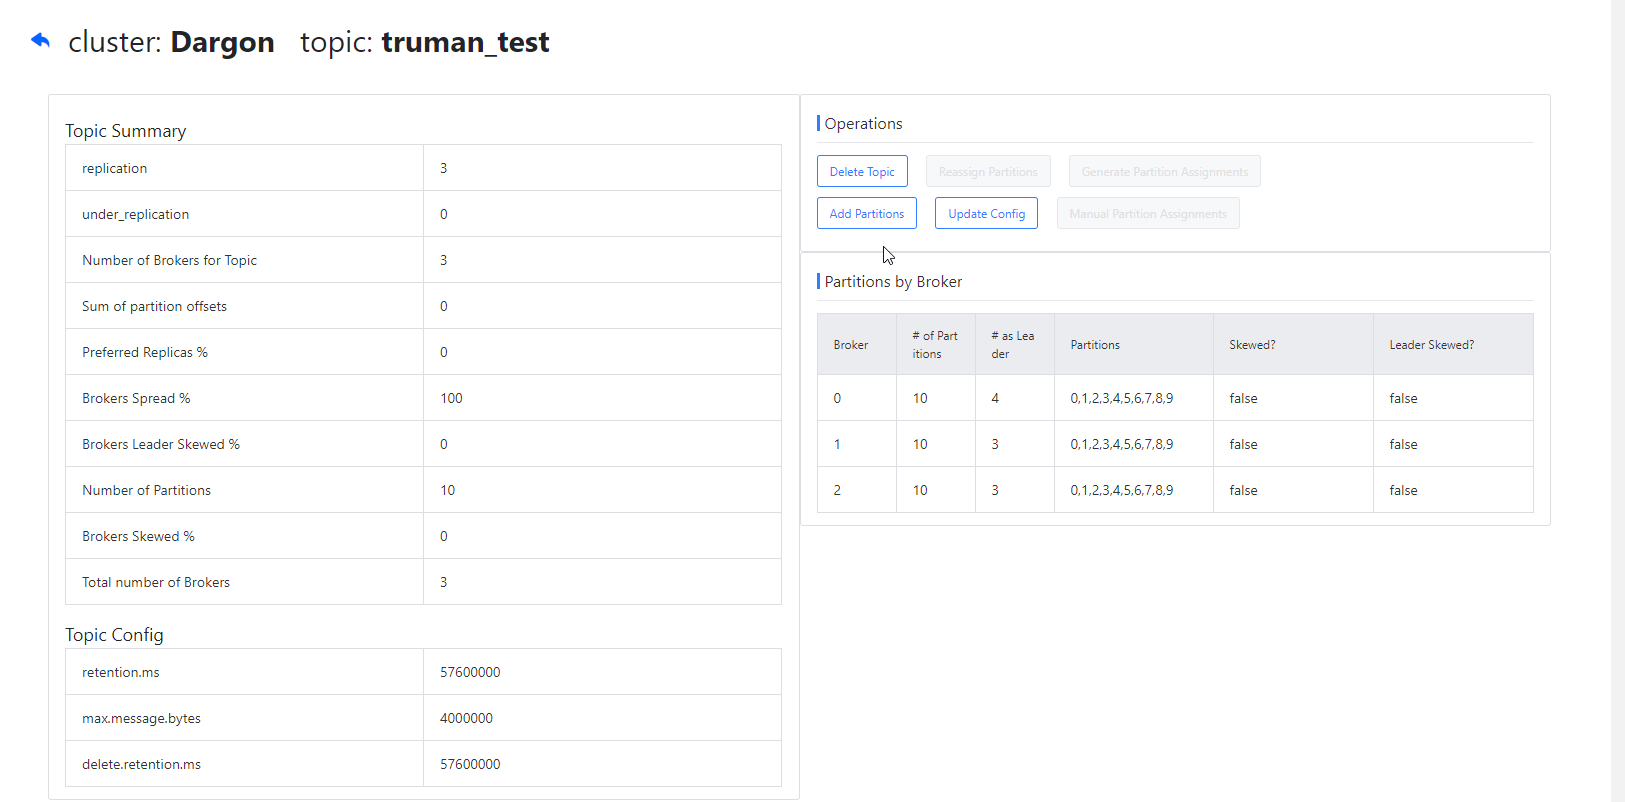 cluster: Dargon topic: truman_test
Topic Summary
replication 3
under_replication 0
Number of Brokers for Topic 3
Sum of partition offsets 0
Preferred Replicas % 0
Brokers Spread % 100
Brokers Leader Skewed % 0
Number of Partitions 10
Brokers Skewed % 0
Total number of Brokers 3
Topic Config
retention.ms 57600000
max.message.bytes 4000000
delete.retention.ms 57600000
Operations
Delete Topic Reassign Partitions Generate Partition Assignments
Add Partitions Update Config Manual Partition Assignments
Partitions by Broker
Broker # of Part # as Lea Partitions Skewed? Leader Skewed?
itions der
0 10 4 0,1,2,3,4,5,6,7,8,9 false false
1 10 3 0,1,2,3,4,5,6,7,8,9 false false
2 10 3 0,1,2,3,4,5,6,7,8,9 false false